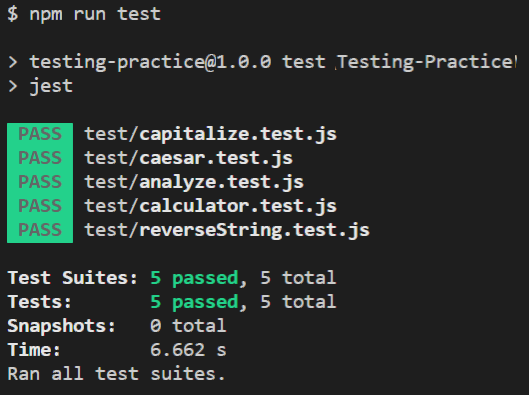 $ npm run test
> testing-practice@1.0.0 test Testing-Practice
> jest
PASS test/capitalize.test.js
PASS test/caesar.test.js
PASS test/analyze.test.js
PASS test/calculator.test.js
PASS test/reverseString.test.js
Test Suites: 5 passed, 5 total
Tests: 5 passed, 5 total
Snapshots: 0 total
Time: 6.662 s
Ran all test suites.